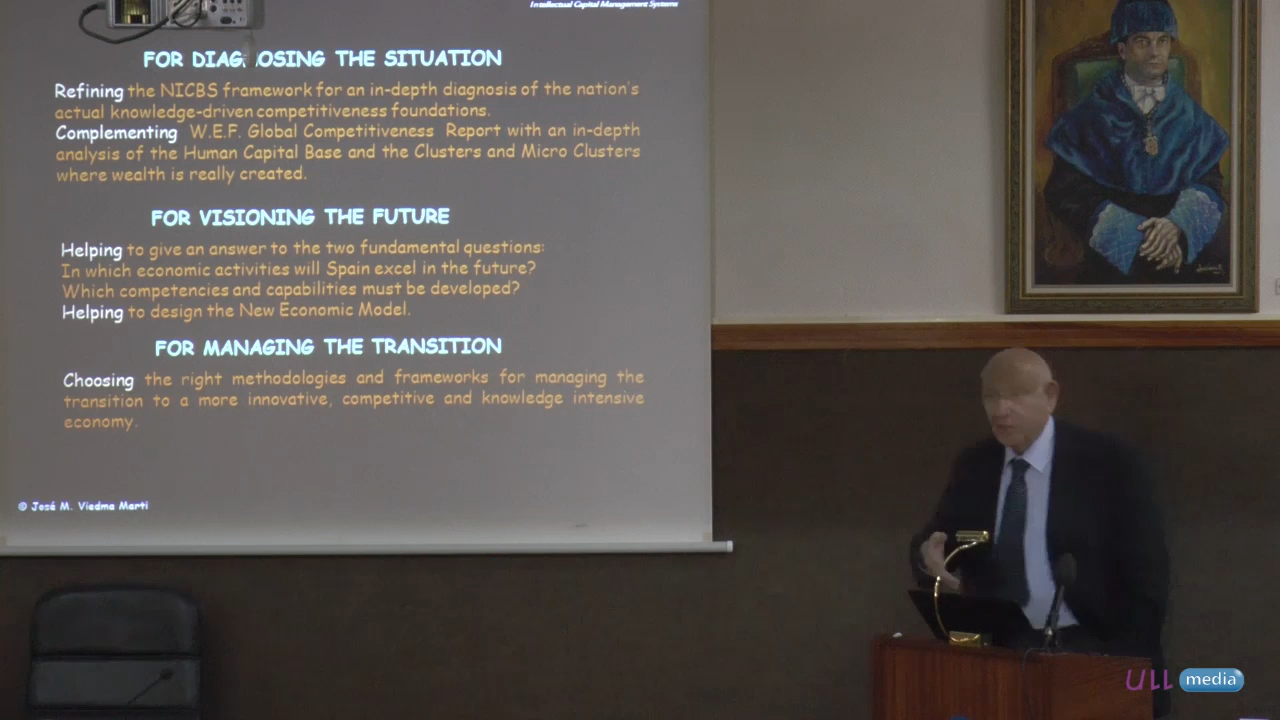 Intellectual Capital Management Systems
FOR DIAG OSING THE SITUATION
Refining the NICBS framework for an in-depth diagnosis of the nation's
actual knowledge-driven competitiveness foundations.
Complementing W.E.F. Global Competitiveness Report with an in-depth
analysis of the Human Capital Base and the Clusters and Micro Clusters
where wealth is really created.
FOR VISIONING THE FUTURE
Helping to give an answer to the two fundamental questions:
In which economic activities will Spain excel in the future?
Which competencies and capabilities must be developed?
Helping to design the New Economic Model.
FOR MANAGING THE TRANSITION
Choosing the right methodologies and frameworks for managing the
transition to a more innovative, competitive and knowledge intensive
economy.
© José M. Viedma Marti
ULL media